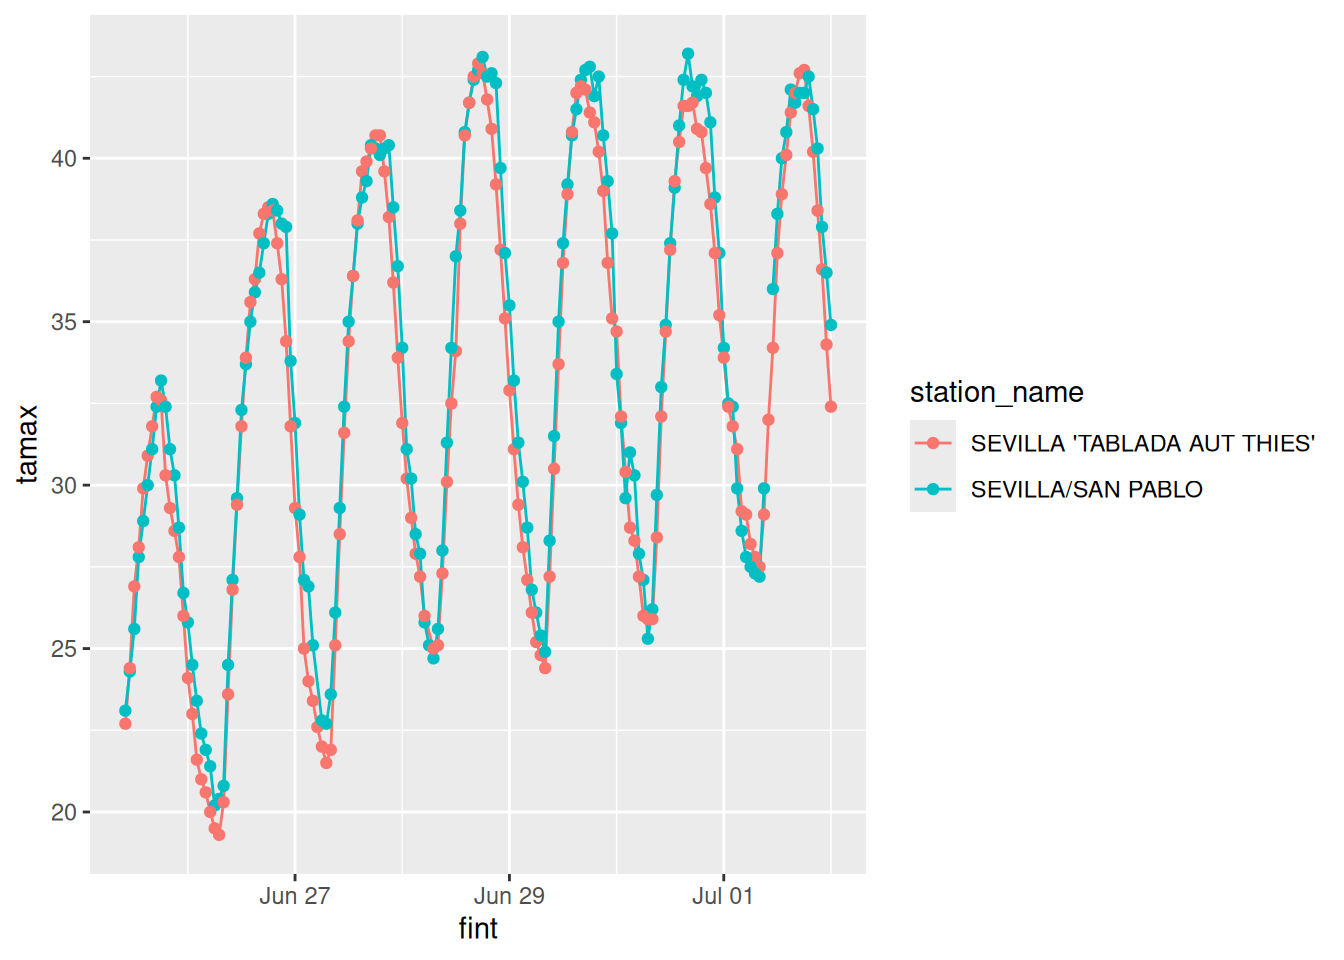 40
35
30
25
20
tamax
Jun 27
Jun 29
Jul 01
fint
station_name
SEVILLA 'TABLADA AUT THIES'
SEVILLA/SAN PABLO